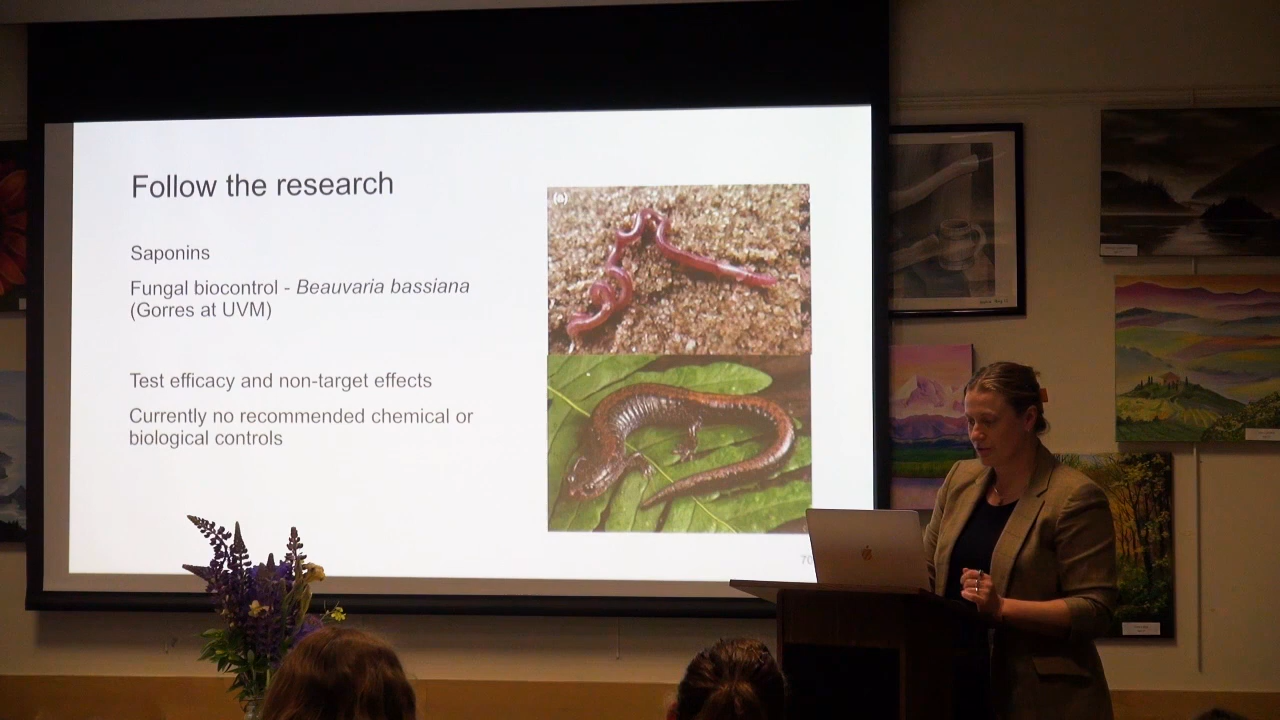 Follow the research
Saponins
Fungal biocontrol - Beauvaria bassiana
(Gorres at UVM)
Test efficacy and non-target effects
Currently no recommended chemical or
biological controls
70